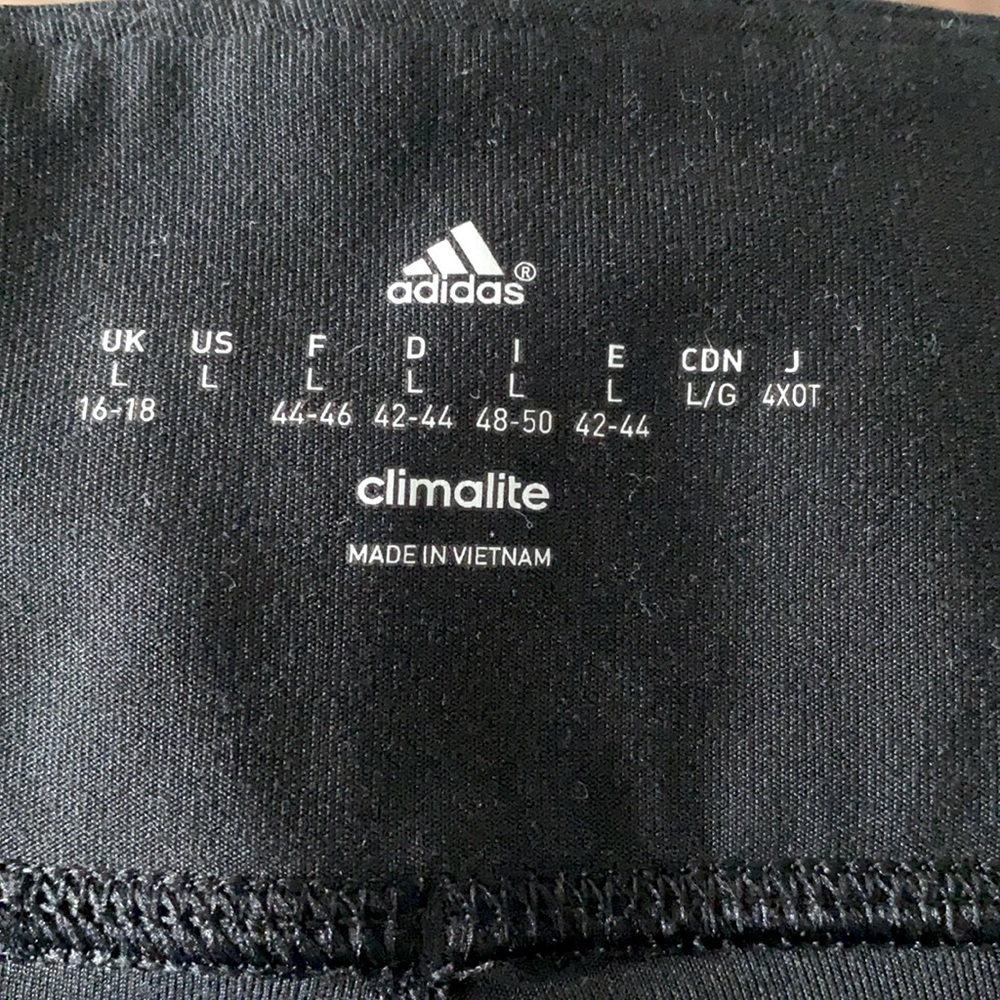 adidas®
UK US F D I E CDN J
L L L L L L L/G 4XOT
16-18 44-46 42-44 48-50 42-44
climalite
MADE IN VIETNAM